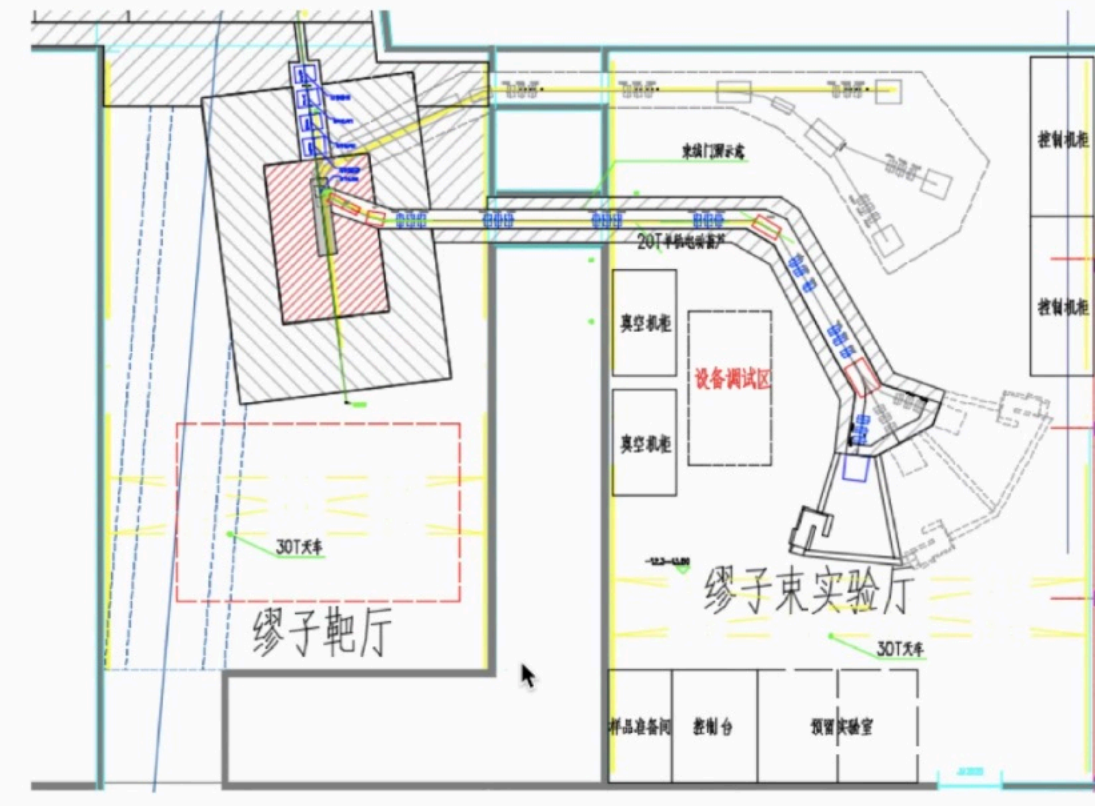 控制机柜
束线门洞示意
20T单轨电动葫芦
控制机柜
真空机柜
设备调试区
真空机柜
30T天车
缪子束实验厅
缪子靶厅
30T天车
样品准备间
控制台
预留实验室